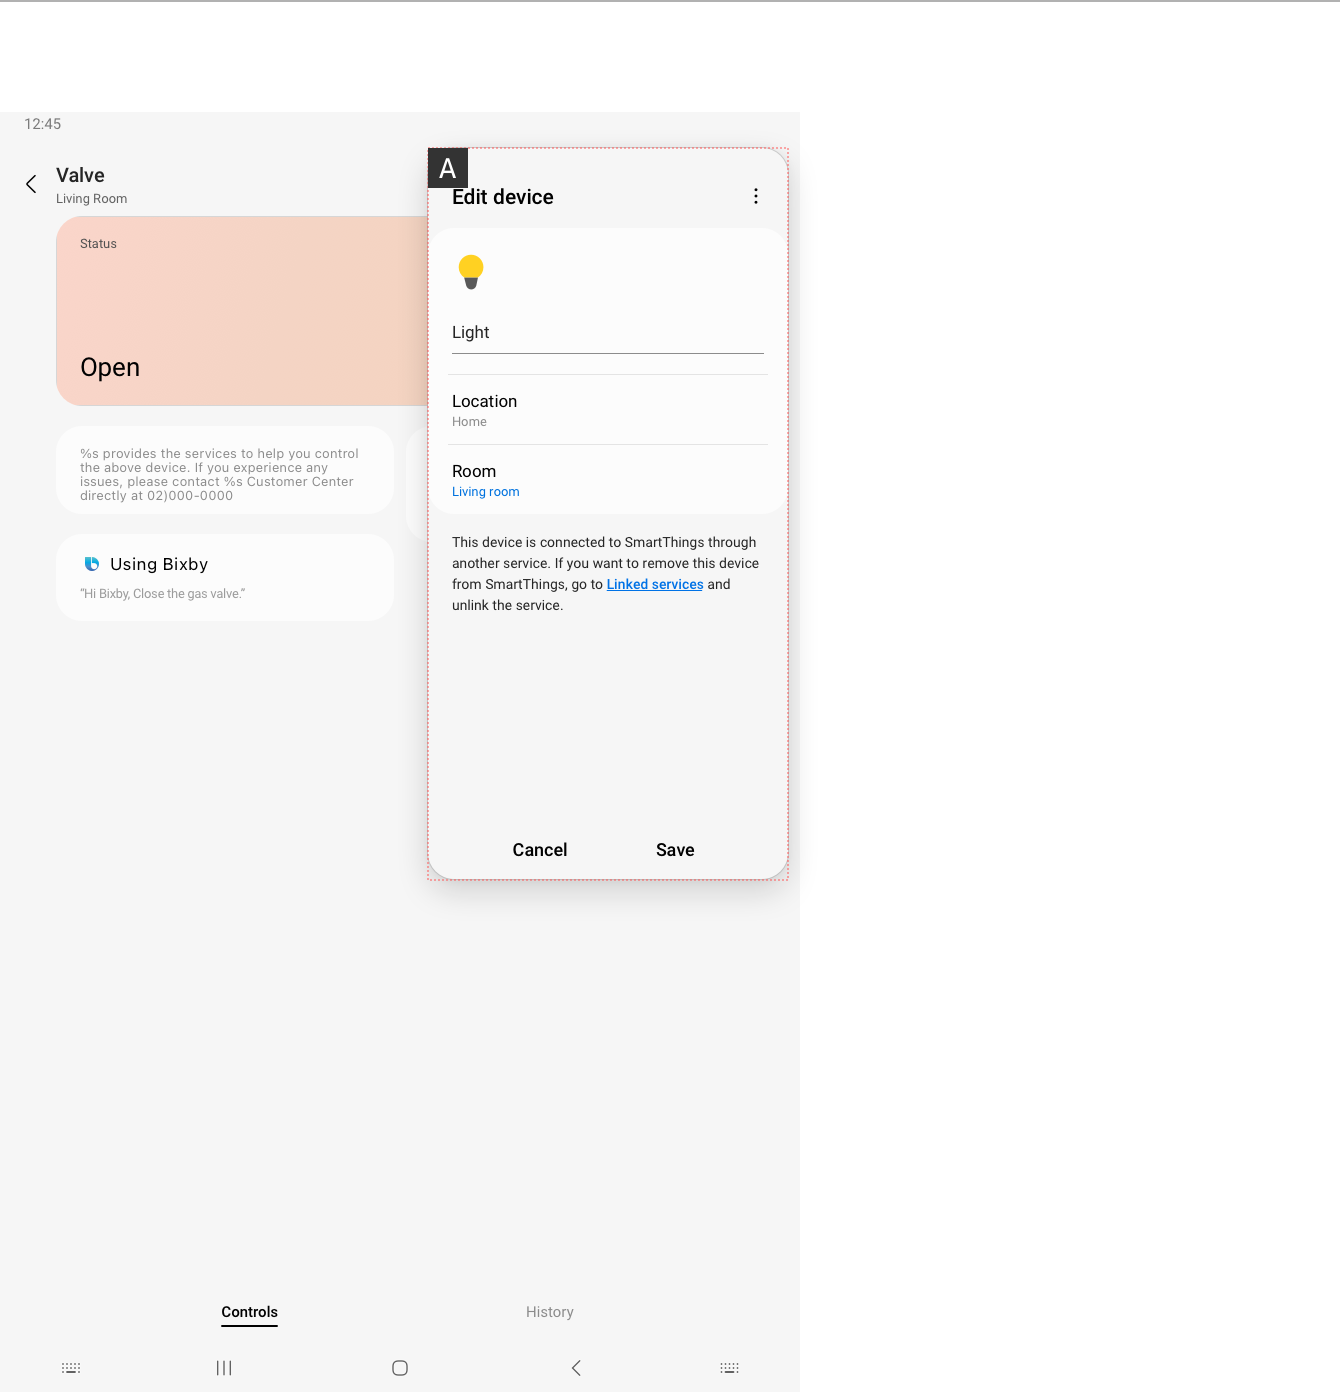 12:45
Valve
Living Room
Status
Open
%s provides the services to help you control
the above device. If you experience any
issues, please contact %s Customer Center
directly at 02)000-0000
Using Bixby
“Hi Bixby, Close the gas valve.”
A
Edit device
Light
Location
Home
Room
Living room
This device is connected to SmartThings through
another service. If you want to remove this device
from SmartThings, go to Linked services and
unlink the service.
Cancel
Save
Controls
History